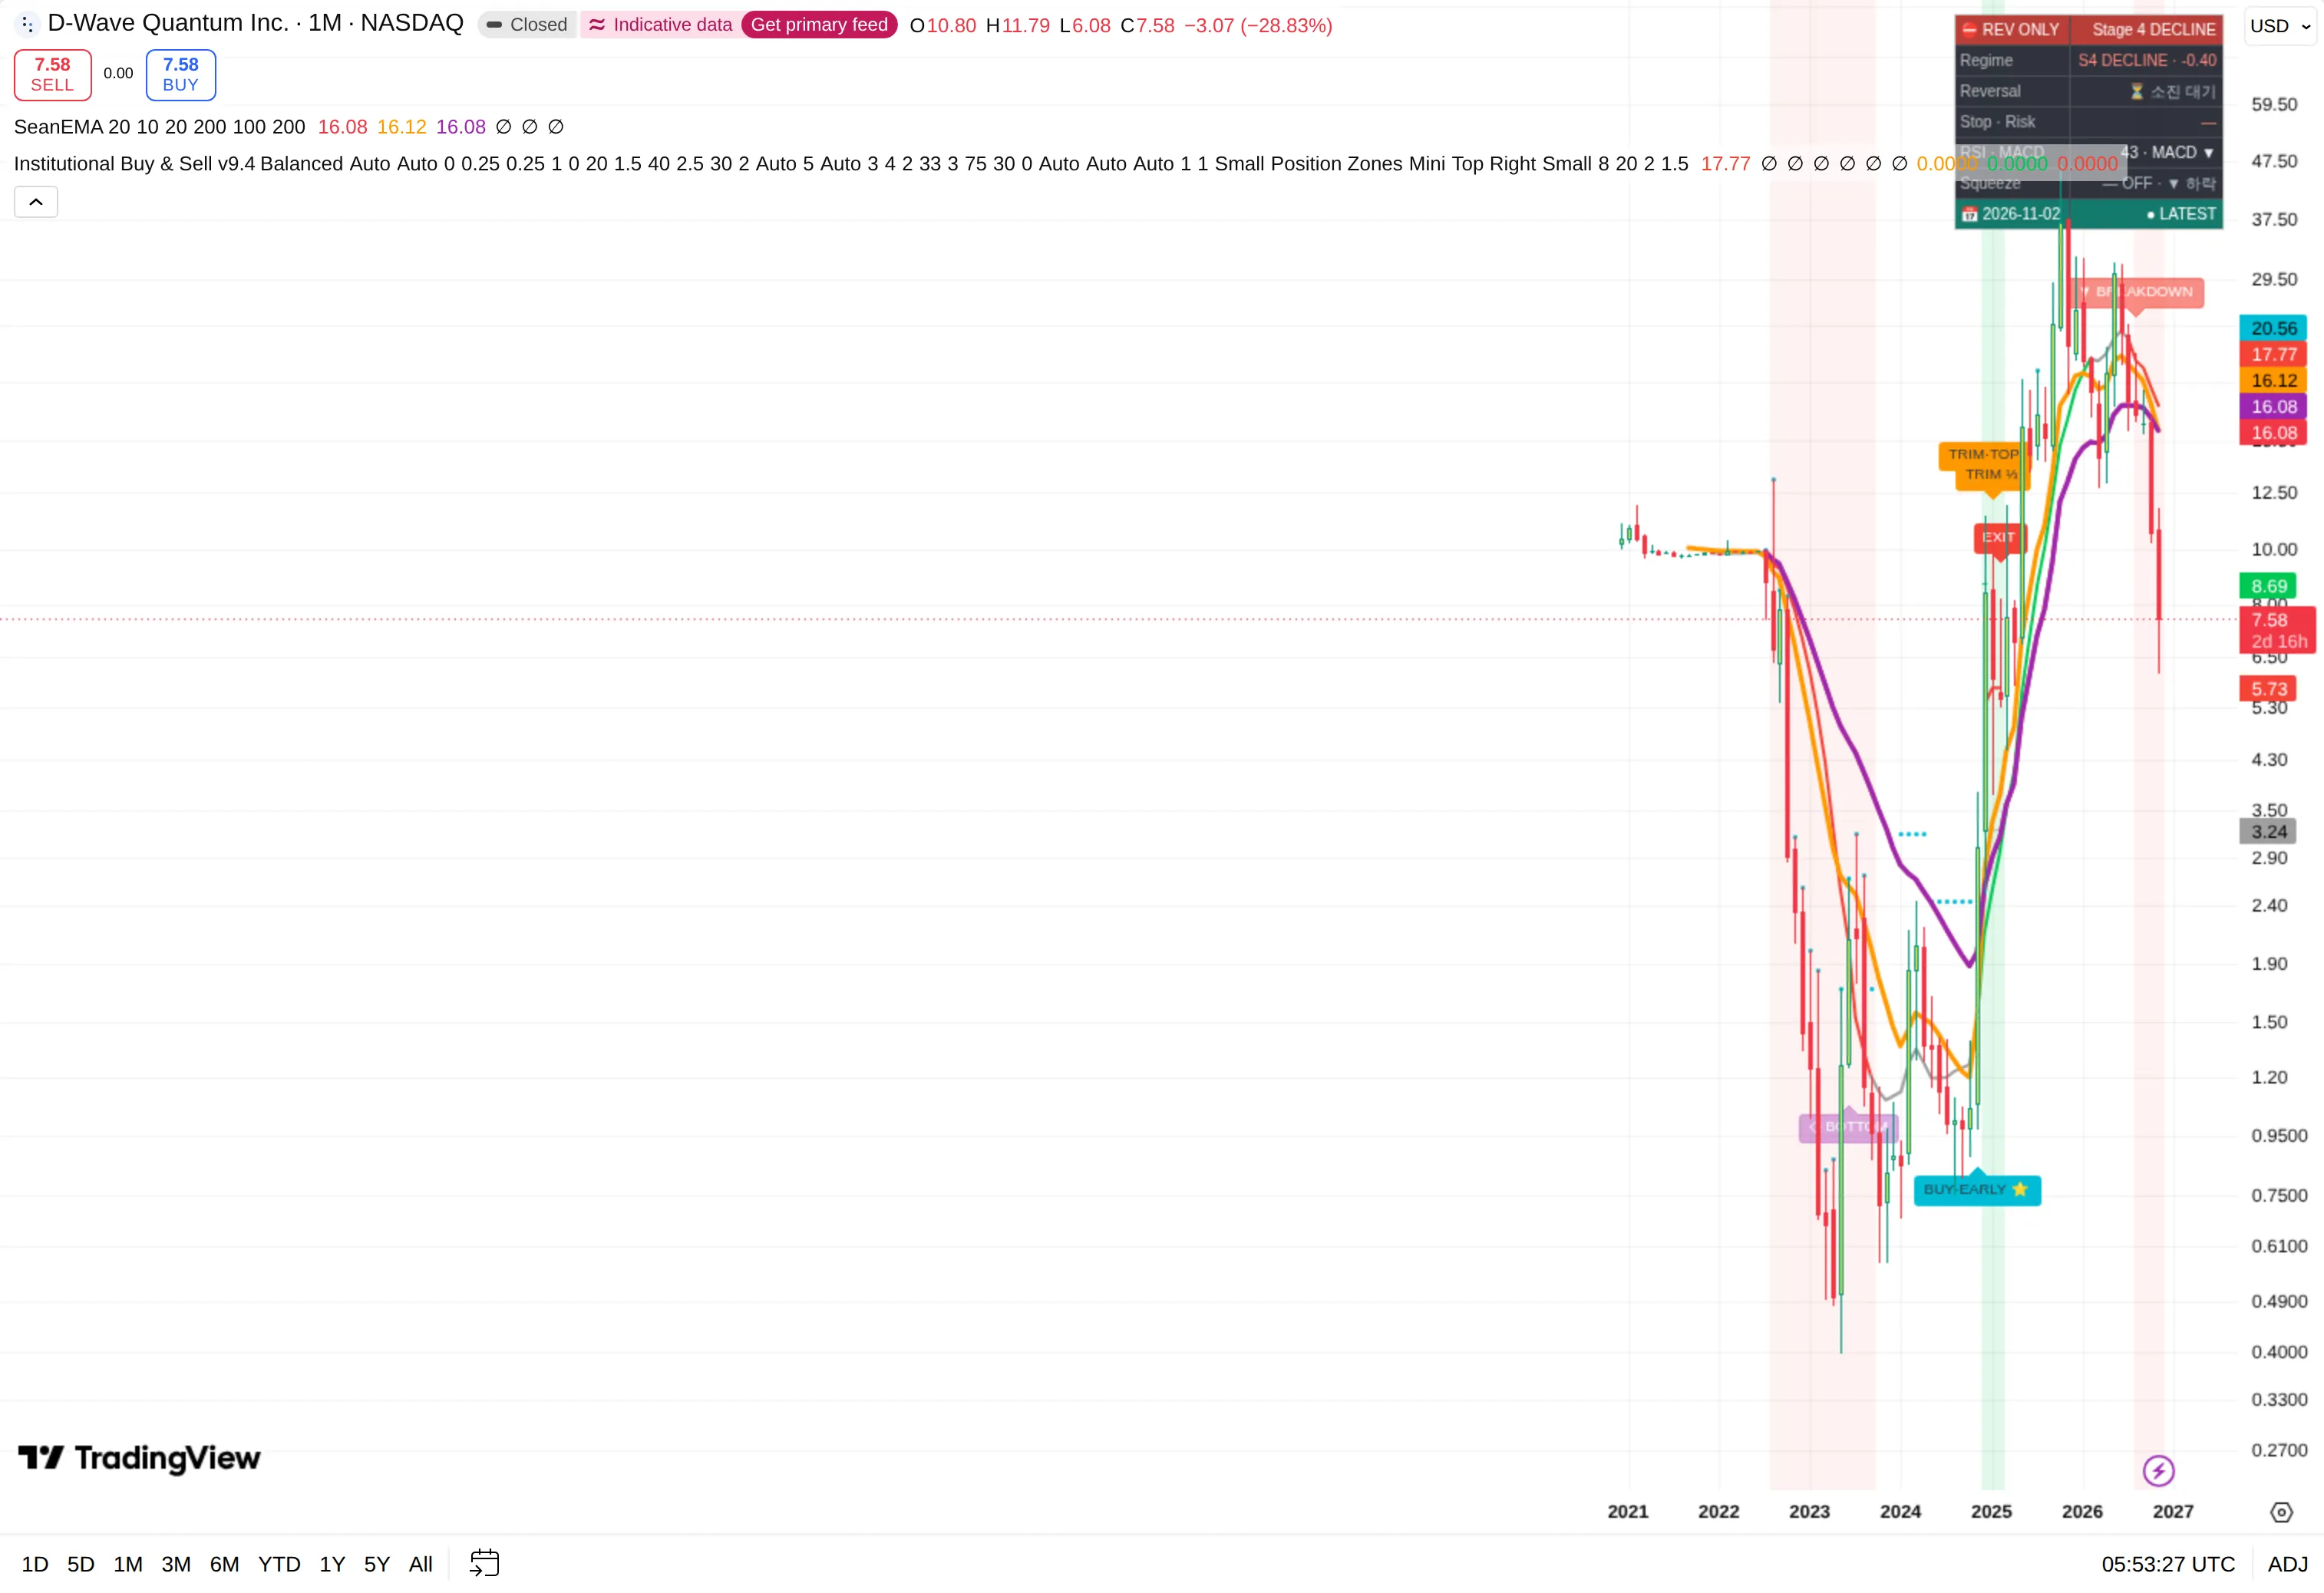 D-Wave Quantum Inc. · 1M · NASDAQ Closed Indicative data Get primary feed O10.80 H11.79 L6.08 C7.58 −3.07 (−28.83%)
7.58 SELL
0.00
7.58 BUY
SeanEMA 20 10 20 200 100 200 16.08 16.12 16.08 ∅ ∅ ∅
Institutional Buy & Sell v9.4 Balanced Auto Auto 0 0.25 0.25 1 0 20 1.5 40 2.5 30 2 Auto 5 Auto 3 4 2 33 3 75 30 0 Auto Auto Auto 1 1 Small Position Zones Mini Top Right Small 8 20 2 1.5 17.77 ∅ ∅ ∅ ∅ ∅ ∅ 0.0000 0.0000 0.0000
⛔ REV ONLY Stage 4 DECLINE
Regime S4 DECLINE · -0.40
Reversal ⏳ 소진 대기
Stop · Risk —
RSI · MACD 43 · MACD ▼
Squeeze — OFF · ▼ 하락
📅 2026-11-02 ● LATEST
USD
59.50
47.50
37.50
29.50
20.56
17.77
16.12
16.08
16.08
12.50
10.00
8.69
8.00
7.58
2d 16h
6.50
5.73
5.30
4.30
3.50
3.24
2.90
2.40
1.90
1.50
1.20
0.9500
0.7500
0.6100
0.4900
0.4000
0.3300
0.2700
▼ BREAKDOWN
TRIM-TOP
TRIM ½
EXIT
BOTTOM
BUY-EARLY ⭐
TradingView
2021 2022 2023 2024 2025 2026 2027
1D 5D 1M 3M 6M YTD 1Y 5Y All
05:53:27 UTC ADJ